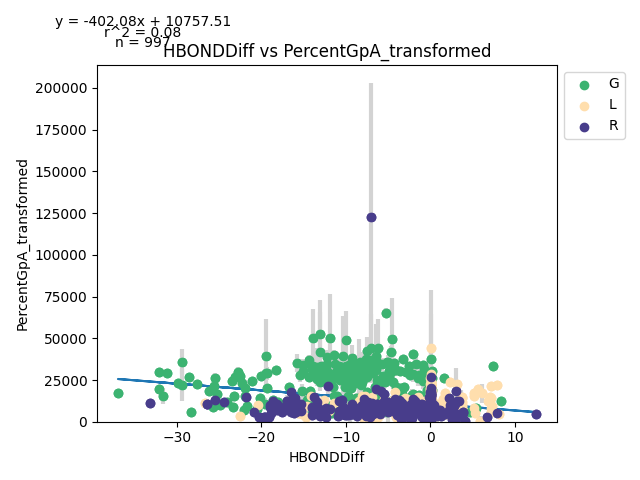 y = -402.08x + 10757.51
r^2 = 0.08
n = 997
HBONDDiff vs PercentGpA_transformed
G
L
R
PercentGpA_transformed
200000
175000
150000
125000
100000
75000
50000
25000
0
−30
−20
−10
0
10
HBONDDiff